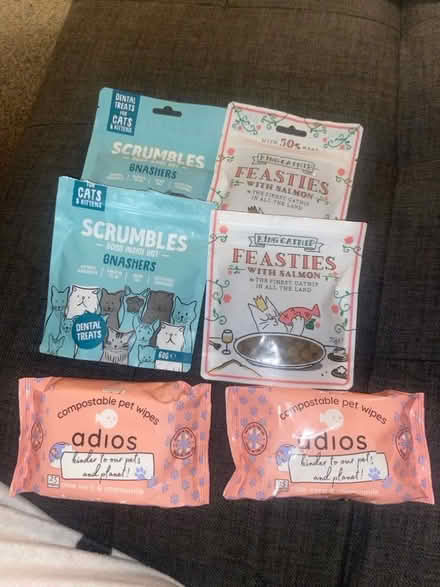 DENTAL
TREATS
FOR
CATS
& KITTENS
SCRUMBLES
GNASHERS
WITH 50% MEAT
KING CATNIP
FEASTIES
WITH SALMON
& THE FINEST CATNIP
IN ALL THE LAND
FOR
CATS
& KITTENS
SCRUMBLES
GNASHERS
DENTAL
TREATS
60g
KING CATNIP
FEASTIES
WITH SALMON
& THE FINEST CATNIP
IN ALL THE LAND
compostable pet wipes
adios
kinder to our pets
and planet!
compostable pet wipes
adios
kinder to our pets
and planet!